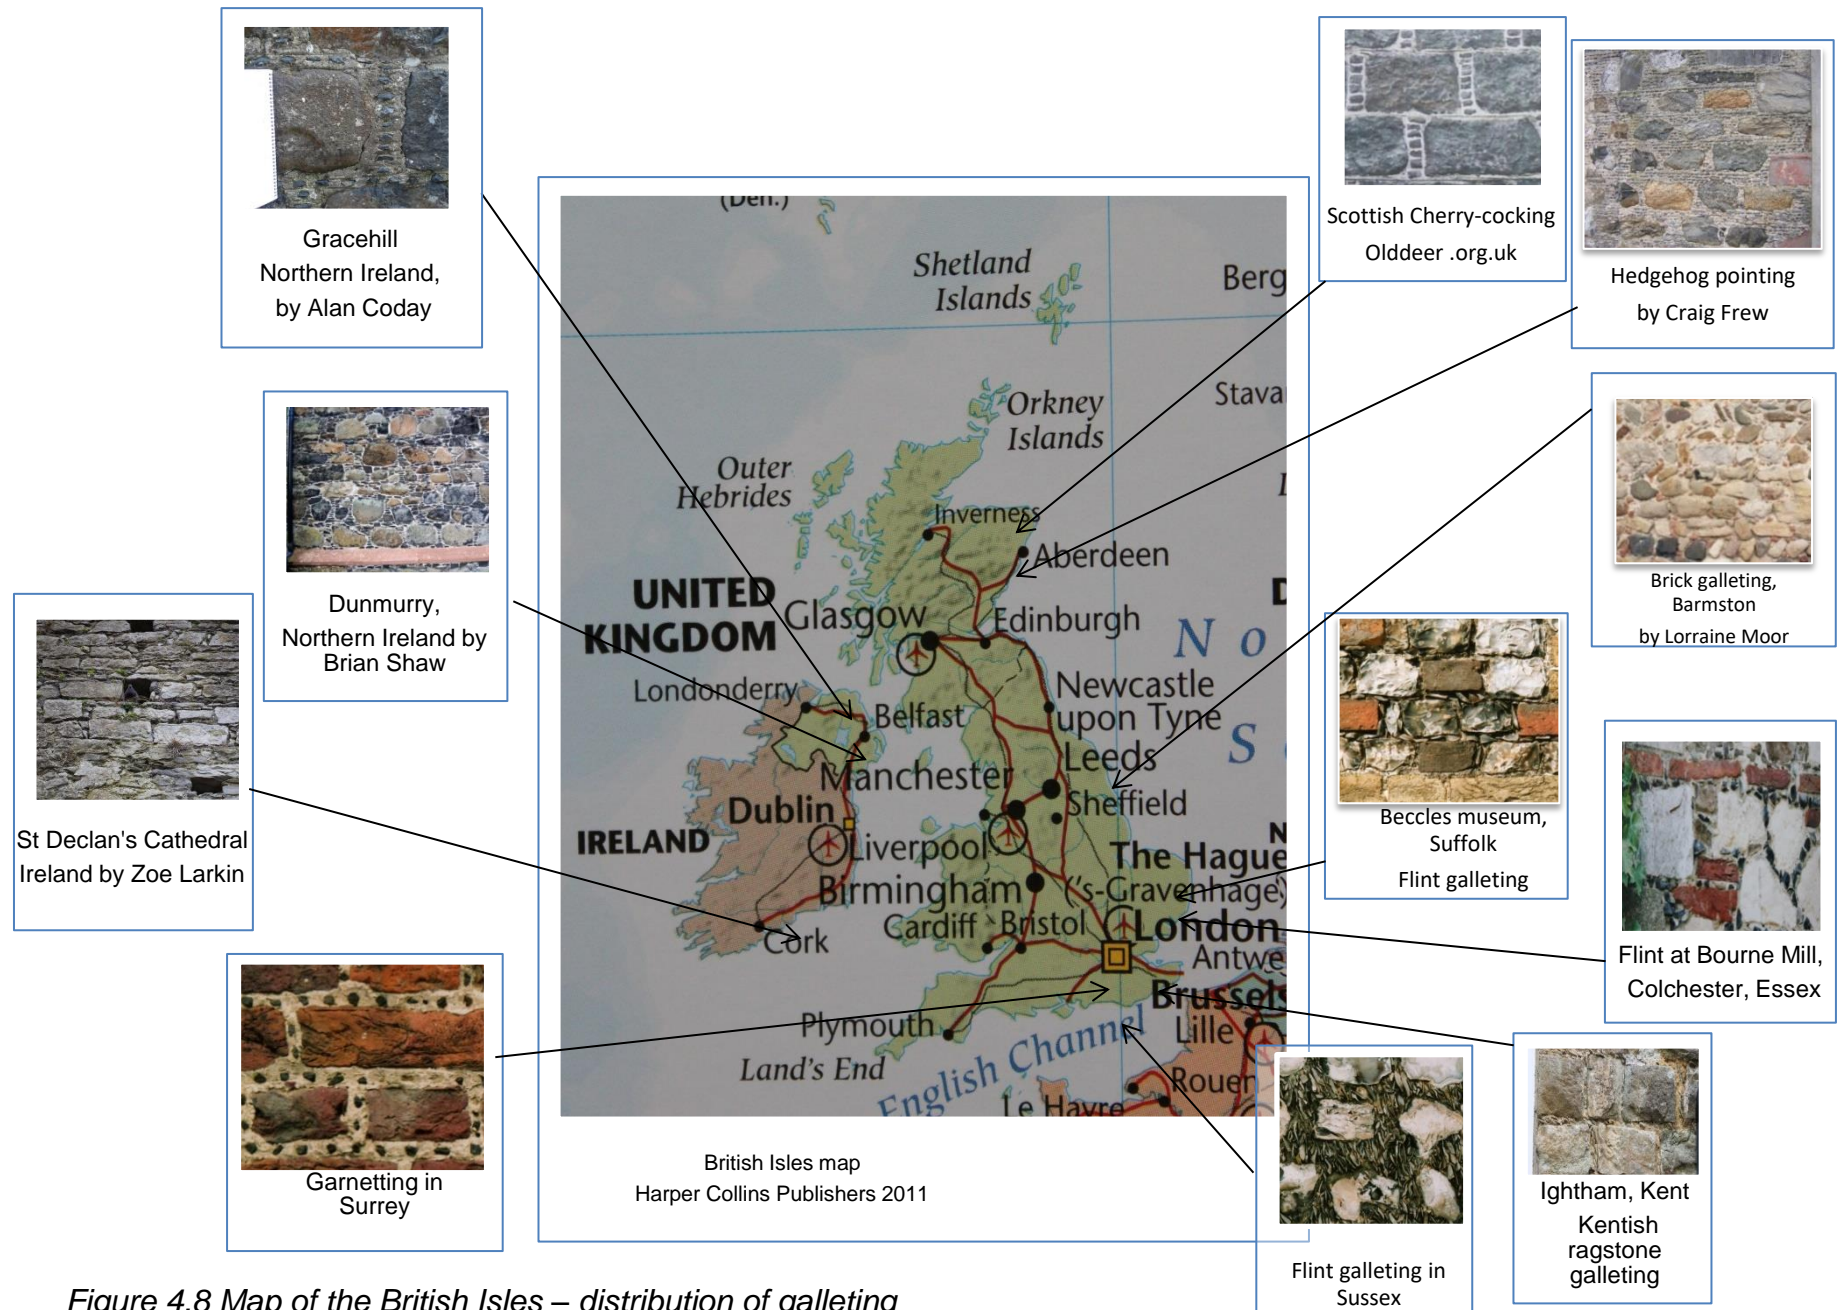 Gracehill
Northern Ireland,
by Alan Coday
Scottish Cherry-cocking
Olddeer .org.uk
Hedgehog pointing
by Craig Frew
Dunmurry,
Northern Ireland by
Brian Shaw
Brick galleting,
Barmston
by Lorraine Moor
St Declan's Cathedral
Ireland by Zoe Larkin
Beccles museum,
Suffolk
Flint galleting
Flint at Bourne Mill,
Colchester, Essex
Garnetting in
Surrey
Ightham, Kent
Kentish
ragstone
galleting
Flint galleting in
Sussex
(Den.)
Shetland
Islands
Berg
Orkney
Islands
Stava
Outer
Hebrides
Inverness
Aberdeen
UNITED
KINGDOM
Glasgow
Edinburgh
No
Londonderry
Newcastle
upon Tyne
Belfast
S
Leeds
Manchester
Sheffield
Dublin
IRELAND
Liverpool
The Hague
('s-Gravenhage)
Birmingham
Cardiff
Bristol
London
Cork
Antwe
Brussels
Plymouth
Lille
Land's End
English Channel
Rouen
Le Havre
British Isles map
Harper Collins Publishers 2011
Figure 4.8 Map of the British Isles – distribution of galleting